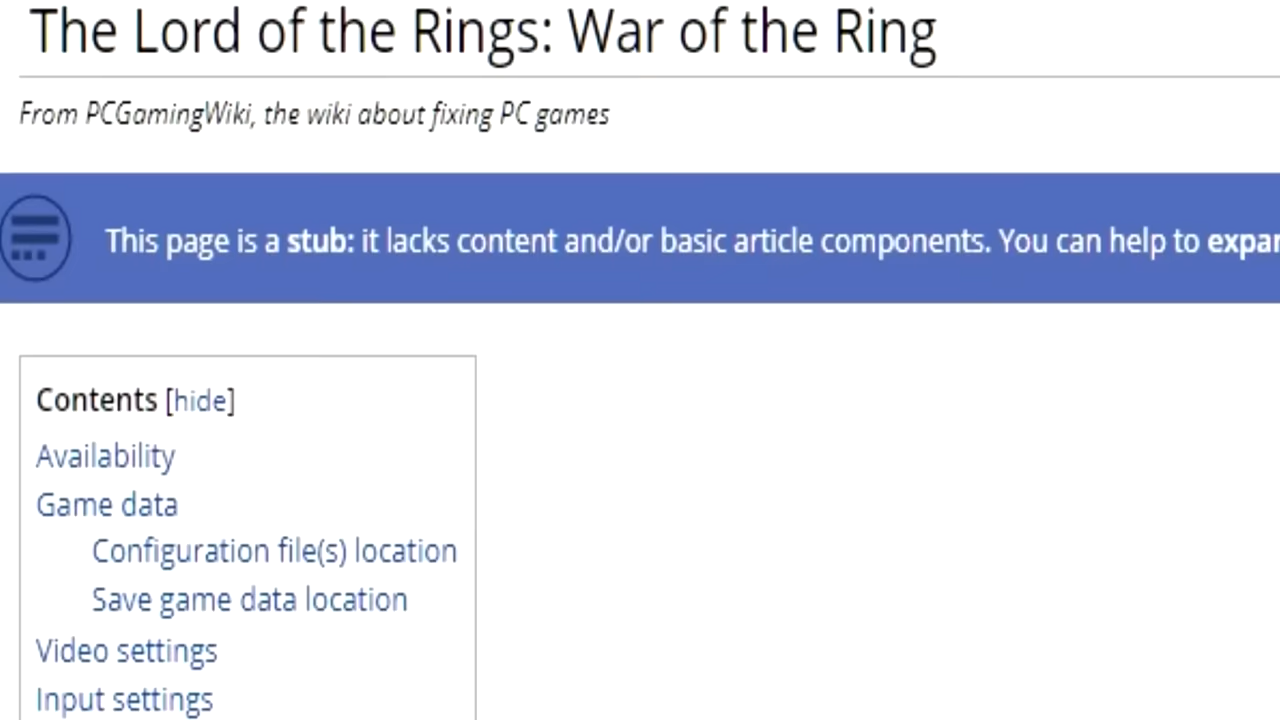 The Lord of the Rings: War of the Ring
From PCGamingWiki, the wiki about fixing PC games
This page is a stub: it lacks content and/or basic article components. You can help to
Contents [hide]
Availability
Game data
Configuration file(s) location
Save game data location
Video settings
Input settings